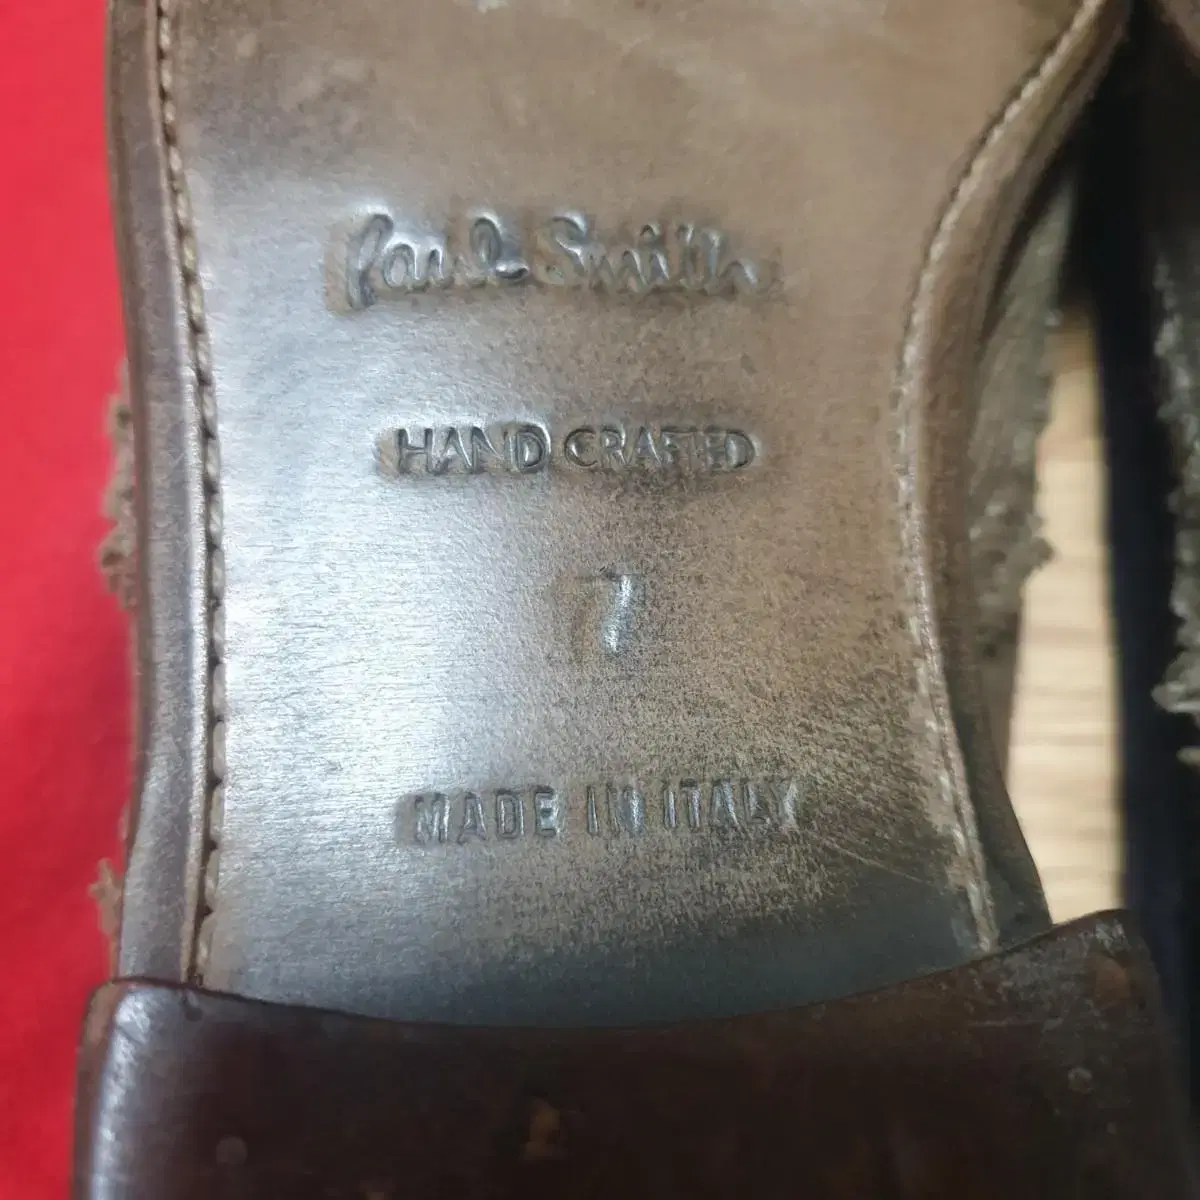 Paul Smith
HAND CRAFTED
7
MADE IN ITALY